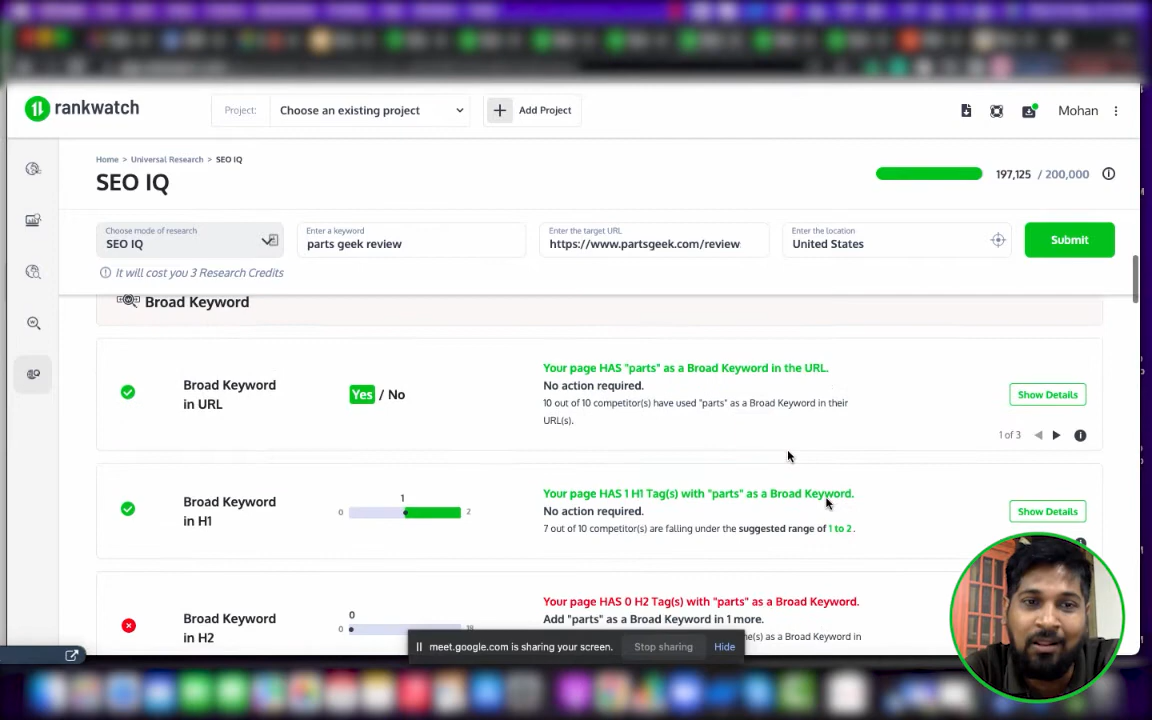 rankwatch
Project:
Choose an existing project
Add Project
Mohan
Home > Universal Research > SEO IQ
SEO IQ
197,125 / 200,000
Choose mode of research
SEO IQ
Enter a keyword
parts geek review
Enter the target URL
https://www.partsgeek.com/review
Enter the location
United States
Submit
It will cost you 3 Research Credits
Broad Keyword
Broad Keyword
in URL
Yes / No
Your page HAS "parts" as a Broad Keyword in the URL.
No action required.
10 out of 10 competitor(s) have used "parts" as a Broad Keyword in their
URL(s).
Show Details
1 of 3
Broad Keyword
in H1
1
0
2
Your page HAS 1 H1 Tag(s) with "parts" as a Broad Keyword.
No action required.
7 out of 10 competitor(s) are falling under the suggested range of 1 to 2 .
Show Details
Broad Keyword
in H2
0
0
18
Your page HAS 0 H2 Tag(s) with "parts" as a Broad Keyword.
Add "parts" as a Broad Keyword in 1 more.
(s) as a Broad Keyword in
meet.google.com is sharing your screen.
Stop sharing
Hide